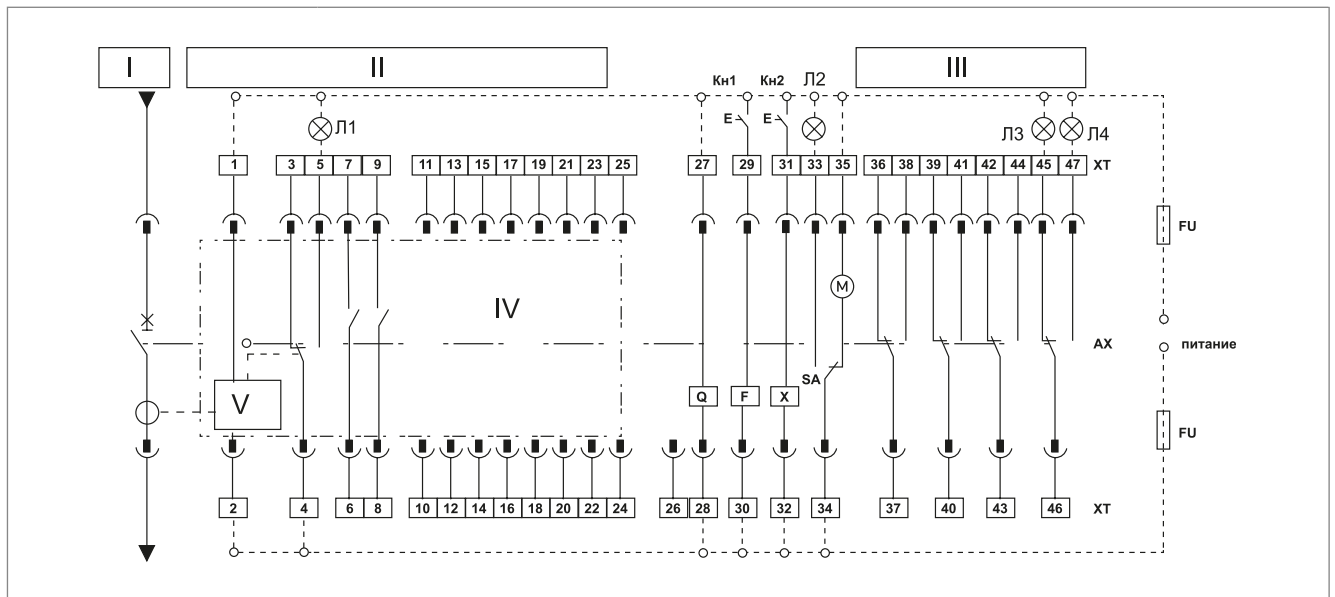 I II III
Кн1 Кн2 Л2
Л1 E E Л3 Л4
1 3 5 7 9 11 13 15 17 19 21 23 25 27 29 31 33 35 36 38 39 41 42 44 45 47 XT
FU
IV
M
AX питание
SA
V Q F X
FU
2 4 6 8 10 12 14 16 18 20 22 24 26 28 30 32 34 37 40 43 46 XT